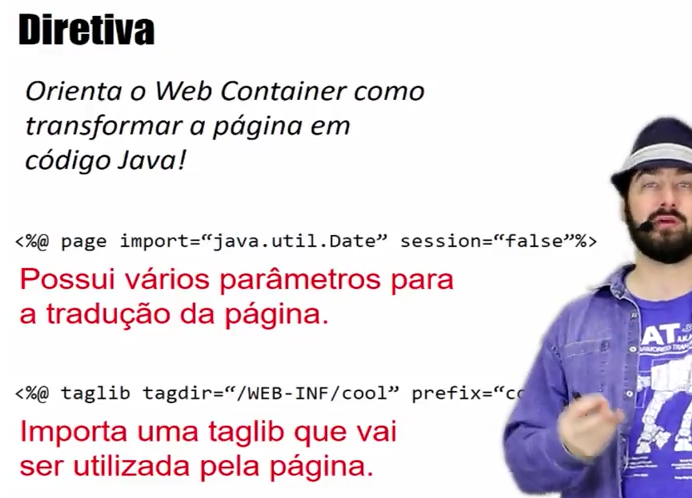 Diretiva
Orienta o Web Container como
transformar a página em
código Java!
<%@ page import=“java.util.Date” session=“false”%>
Possui vários parâmetros para
a tradução da página.
<%@ taglib tagdir=“/WEB-INF/cool” prefix=“co
Importa uma taglib que vai
ser utilizada pela página.
AT